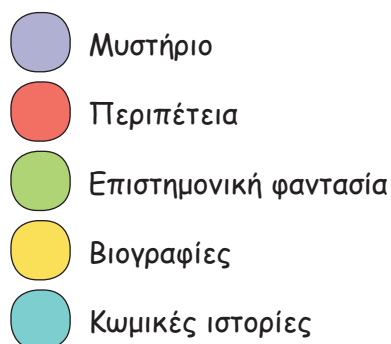 Μυστήριο
Περιπέτεια
Επιστημονική φαντασία
Βιογραφίες
Κωμικές ιστορίες